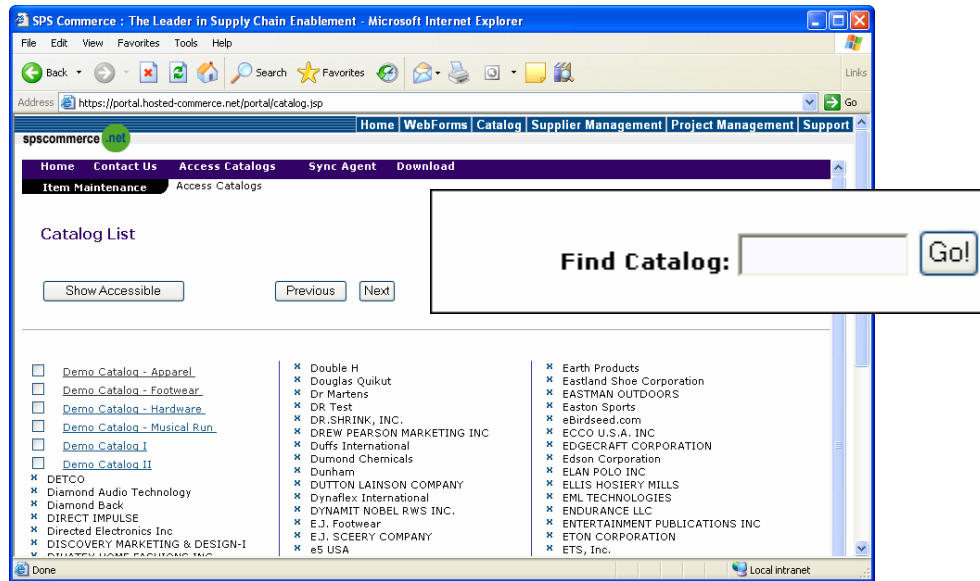 SPS Commerce : The Leader in Supply Chain Enablement - Microsoft Internet Explorer
File Edit View Favorites Tools Help
Back Search Favorites Links
Address https://portal.hosted-commerce.net/portal/catalog.jsp Go
Home WebForms Catalog Supplier Management Project Management Support
spscommerce .net
Home Contact Us Access Catalogs Sync Agent Download
Item Maintenance Access Catalogs
Catalog List
Find Catalog: Go!
Show Accessible Previous Next
Demo Catalog - Apparel
Demo Catalog - Footwear
Demo Catalog - Hardware
Demo Catalog - Musical Run
Demo Catalog I
Demo Catalog II
DETCO
Diamond Audio Technology
Diamond Back
DIRECT IMPULSE
Directed Electronics Inc
DISCOVERY MARKETING & DESIGN-I
Double H
Douglas Quikut
Dr Martens
DR Test
DR.SHRINK, INC.
DREW PEARSON MARKETING INC
Duffs International
Dumond Chemicals
Dunham
DUTTON LAINSON COMPANY
Dynaflex International
DYNAMIT NOBEL RWS INC.
E.J. Footwear
E.J. SCEERY COMPANY
e5 USA
Earth Products
Eastland Shoe Corporation
EASTMAN OUTDOORS
Easton Sports
eBirdseed.com
ECCO U.S.A. INC
EDGECRAFT CORPORATION
Edson Corporation
ELAN POLO INC
ELLIS HOSIERY MILLS
EML TECHNOLOGIES
ENDURANCE LLC
ENTERTAINMENT PUBLICATIONS INC
ETON CORPORATION
ETS, Inc.
Done Local intranet